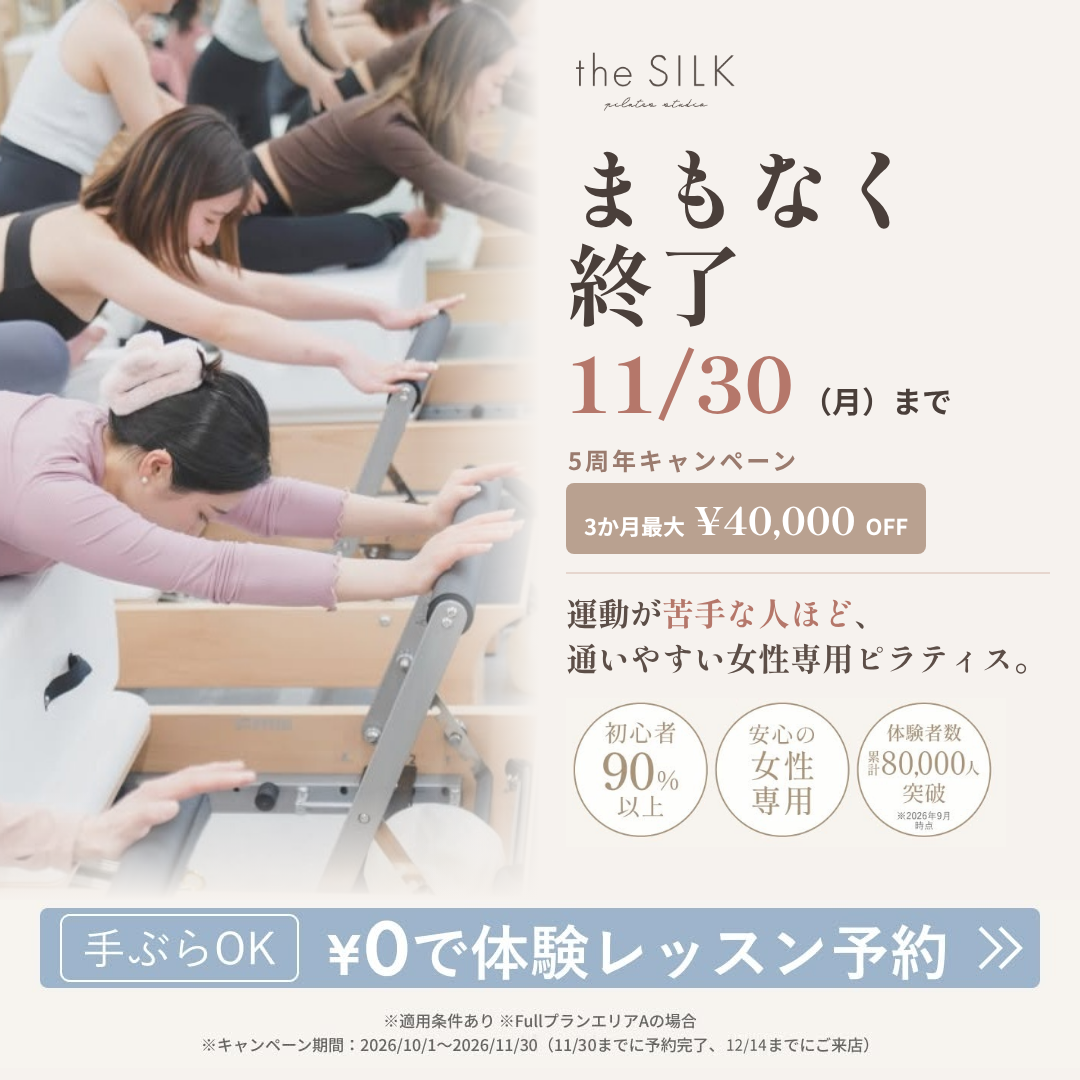 the SILK
pilates studio
まもなく
終了
11/30 (月) まで
5周年キャンペーン
3か月最大 ¥40,000 OFF
運動が苦手な人ほど、
通いやすい女性専用ピラティス。
初心者
90%
以上
安心の
女性
専用
体験者数
累計80,000人
突破
※2026年9月
時点
手ぶらOK ¥0で体験レッスン予約
※適用条件あり ※FullプランエリアAの場合
※キャンペーン期間：2026/10/1〜2026/11/30（11/30までに予約完了、12/14までにご来店）